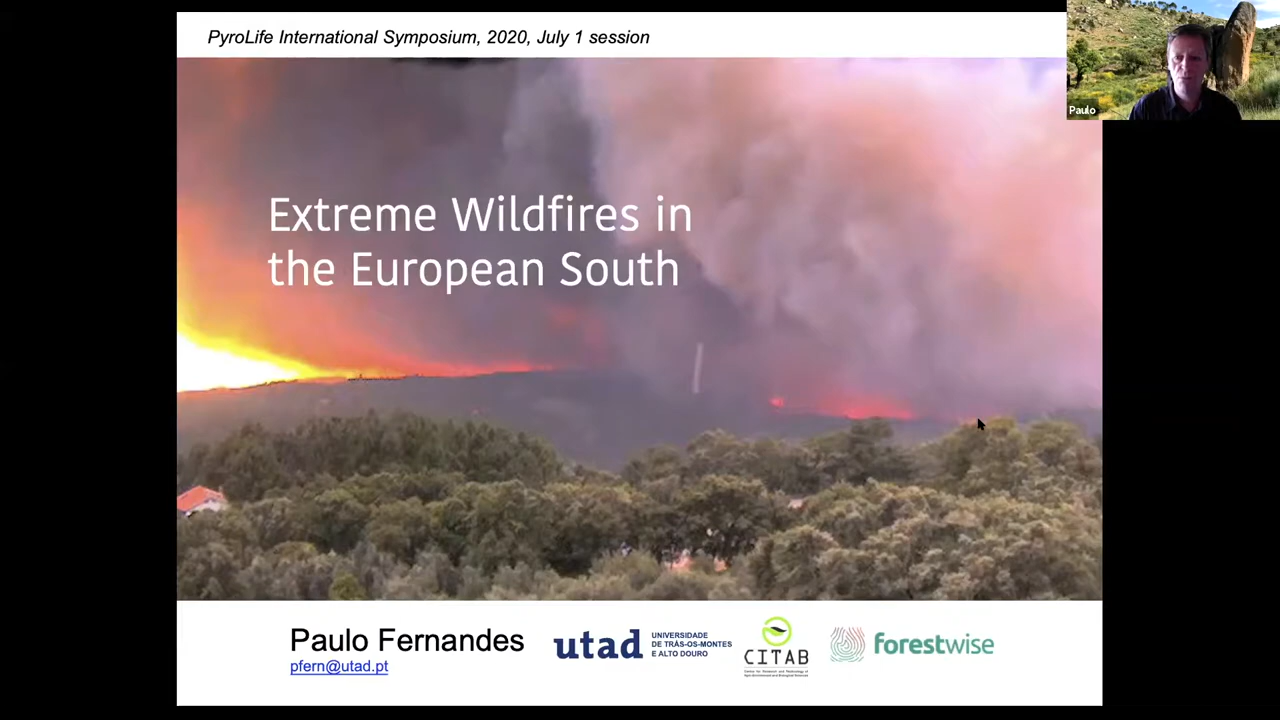 PyroLife International Symposium, 2020, July 1 session
Paulo
Extreme Wildfires in
the European South
Paulo Fernandes
pfern@utad.pt
utad
UNIVERSIDADE
DE TRÁS-OS-MONTES
E ALTO DOURO
CITAB
forestwise